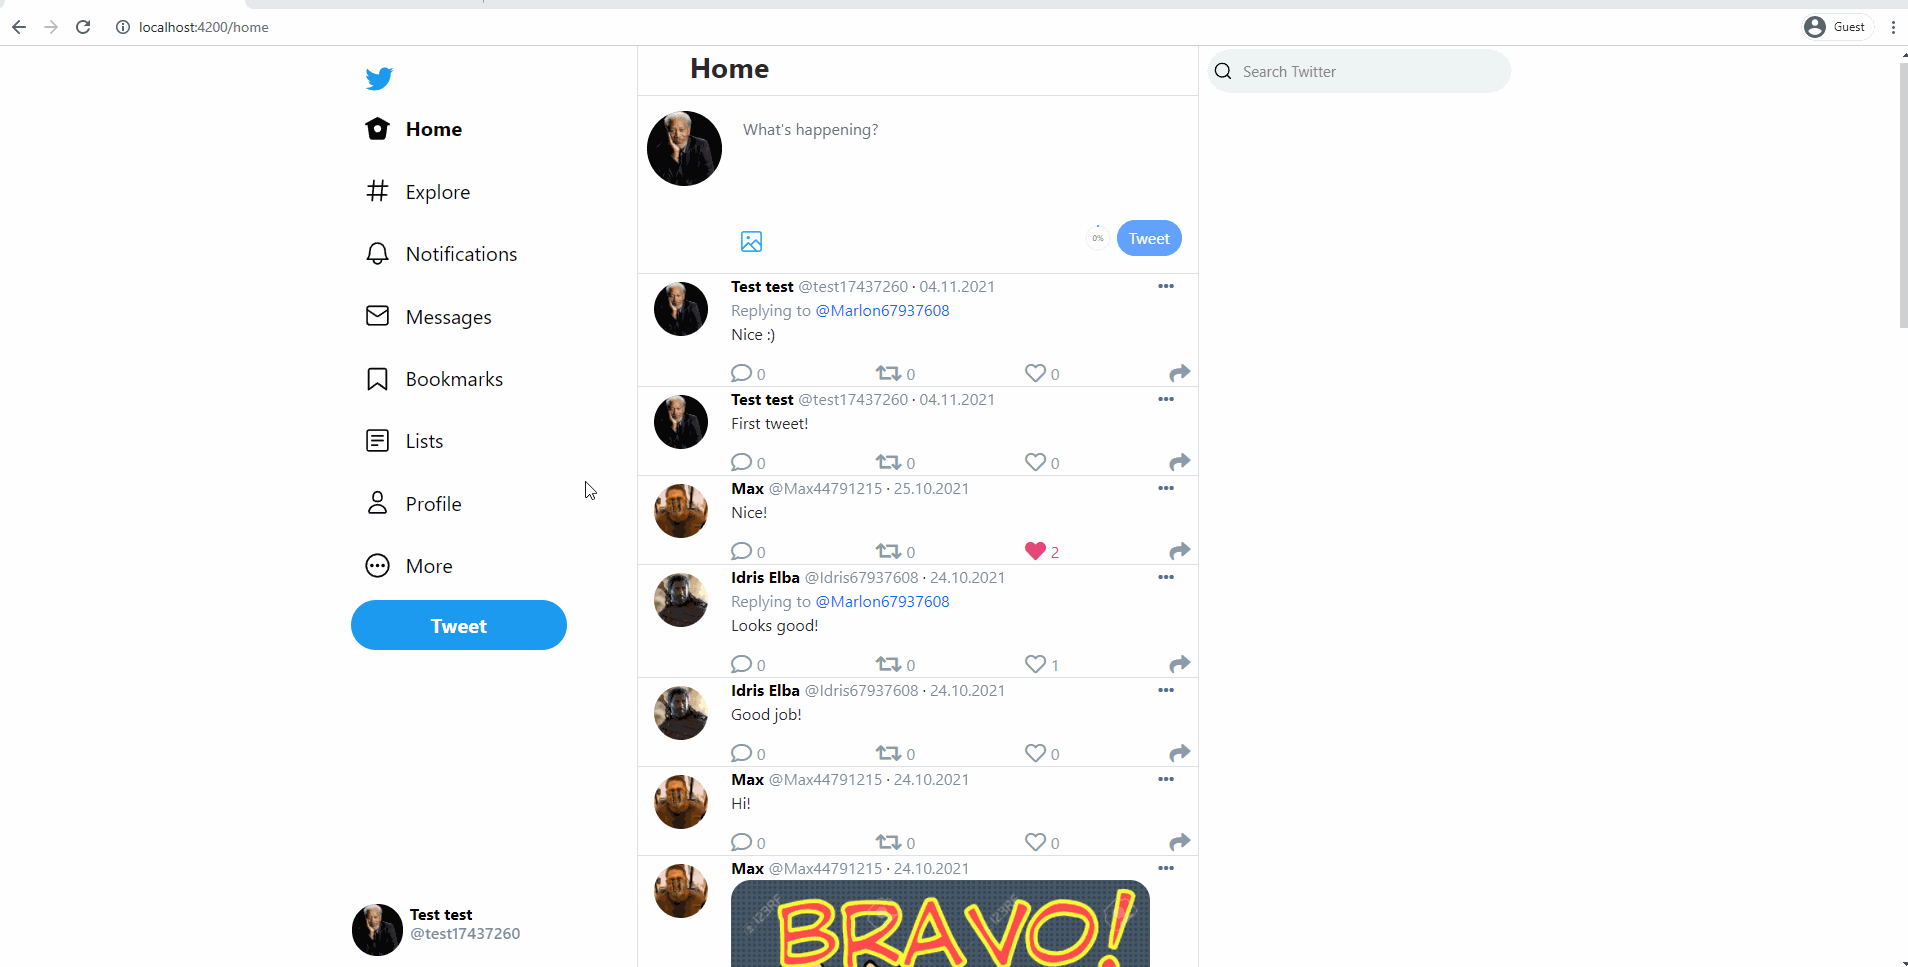 localhost:4200/home
Guest
Home
Explore
Notifications
Messages
Bookmarks
Lists
Profile
More
Tweet
Test test
@test17437260
Home
What's happening?
0%
Tweet
Test test @test17437260 · 04.11.2021
Replying to @Marlon67937608
Nice :)
0 0 0
Test test @test17437260 · 04.11.2021
First tweet!
0 0 0
Max @Max44791215 · 25.10.2021
Nice!
0 0 2
Idris Elba @Idris67937608 · 24.10.2021
Replying to @Marlon67937608
Looks good!
0 0 1
Idris Elba @Idris67937608 · 24.10.2021
Good job!
0 0 0
Max @Max44791215 · 24.10.2021
Hi!
0 0 0
Max @Max44791215 · 24.10.2021
BRAVO!
Search Twitter